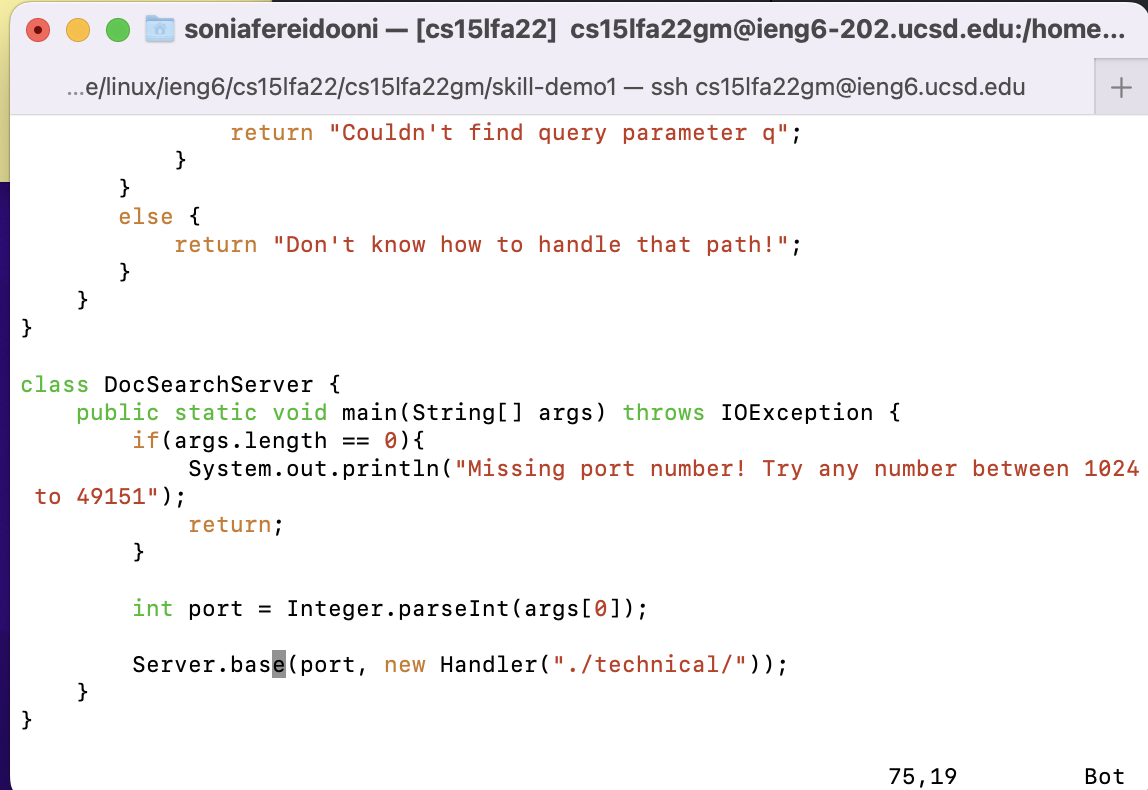 soniafereidooni — [cs15lfa22] cs15lfa22gm@ieng6-202.ucsd.edu:/home...
...e/linux/ieng6/cs15lfa22/cs15lfa22gm/skill-demo1 — ssh cs15lfa22gm@ieng6.ucsd.edu
+
return "Couldn't find query parameter q";
}
}
else {
return "Don't know how to handle that path!";
}
}
}
class DocSearchServer {
public static void main(String[] args) throws IOException {
if(args.length == 0){
System.out.println("Missing port number! Try any number between 1024
to 49151");
return;
}
int port = Integer.parseInt(args[0]);
Server.base(port, new Handler("./technical/"));
}
}
75,19 Bot